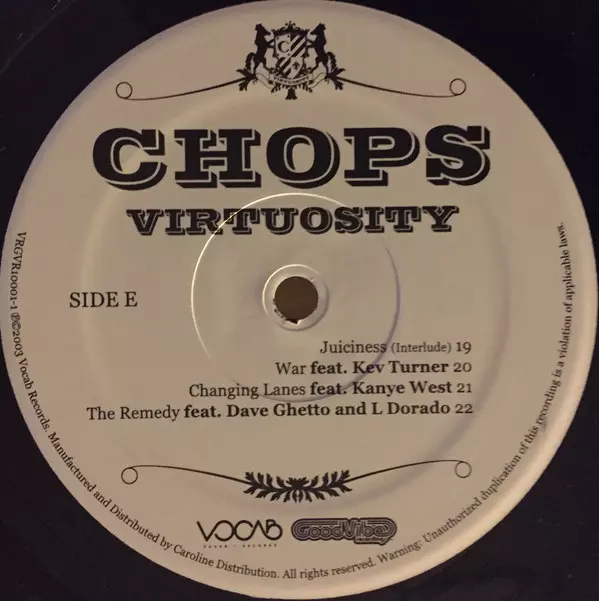 CHOPS
VIRTUOSITY
SIDE E
Juiciness (Interlude) 19
War feat. Kev Turner 20
Changing Lanes feat. Kanye West 21
The Remedy feat. Dave Ghetto and L Dorado 22
VOCAB
GoodVibe
VRGVR10001-1 ℗©2003 Vocab Records. Manufactured and Distributed by Caroline Distribution. All rights reserved. Warning: Unauthorized duplication of this recording is a violation of applicable laws.